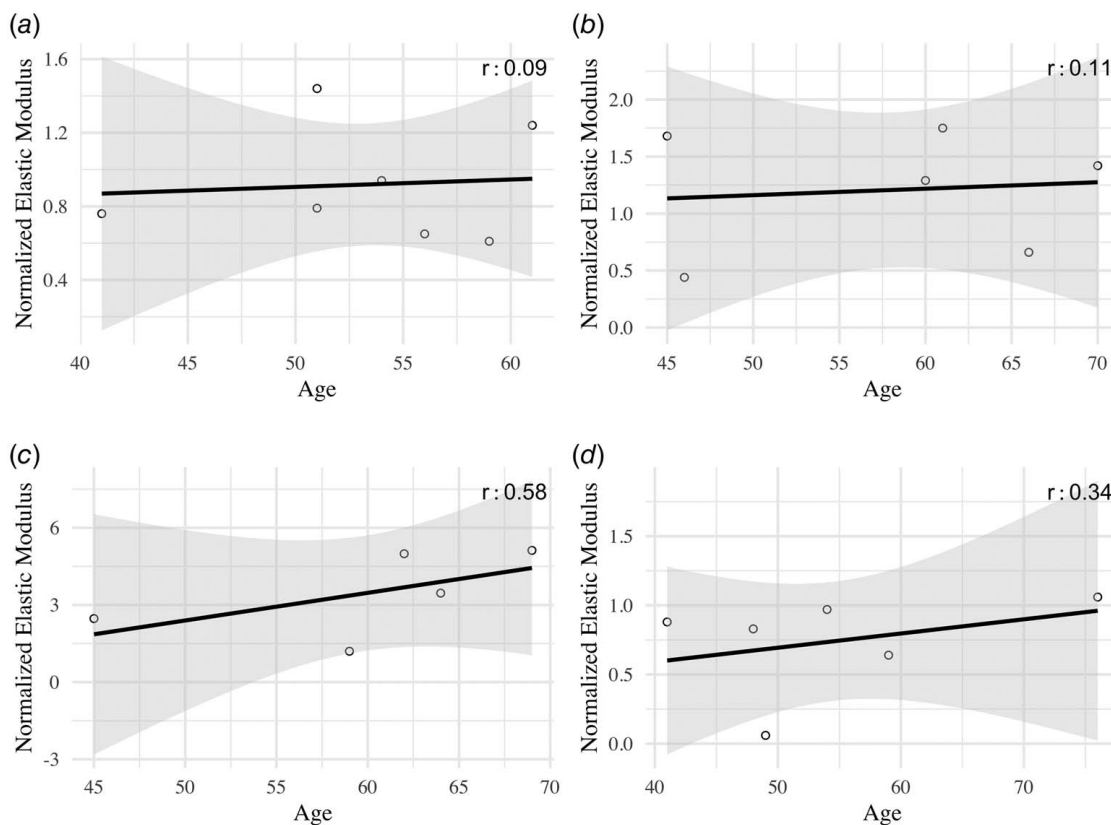 (a)
r : 0.09
Normalized Elastic Modulus
1.6
1.2
0.8
0.4
40 45 50 55 60
Age
(b)
r : 0.11
Normalized Elastic Modulus
2.0
1.5
1.0
0.5
0.0
45 50 55 60 65 70
Age
(c)
r : 0.58
Normalized Elastic Modulus
6
3
0
-3
45 50 55 60 65 70
Age
(d)
r : 0.34
Normalized Elastic Modulus
1.5
1.0
0.5
0.0
40 50 60 70
Age